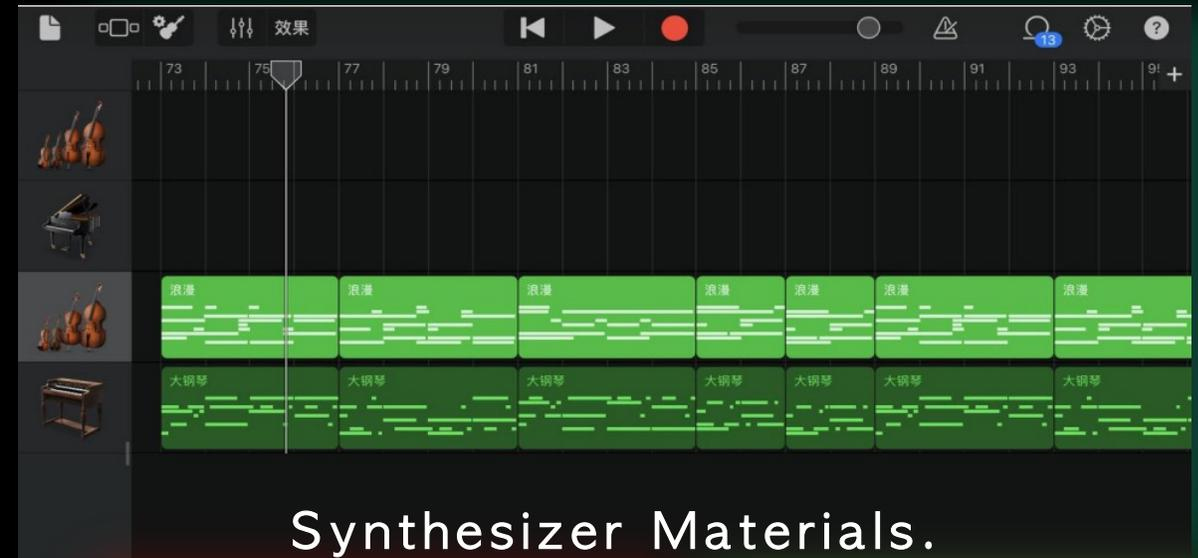 效果
13
?
73 75 77 79 81 83 85 87 89 91 93
浪漫 浪漫 浪漫 浪漫 浪漫 浪漫 浪漫
大钢琴 大钢琴 大钢琴 大钢琴 大钢琴 大钢琴 大钢琴
Synthesizer Materials.